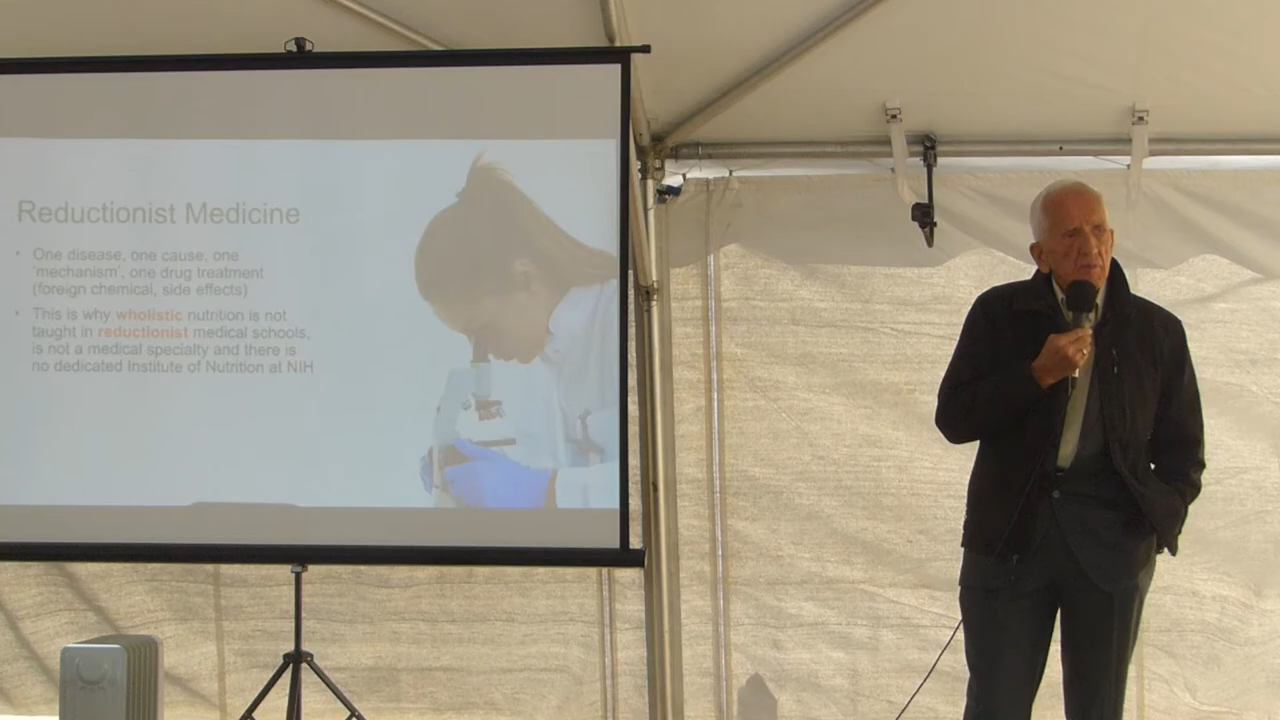 Reductionist Medicine
• One disease, one cause, one
'mechanism', one drug treatment
(foreign chemical, side effects)
• This is why wholistic nutrition is not
taught in reductionist medical schools,
is not a medical specialty and there is
no dedicated Institute of Nutrition at NIH